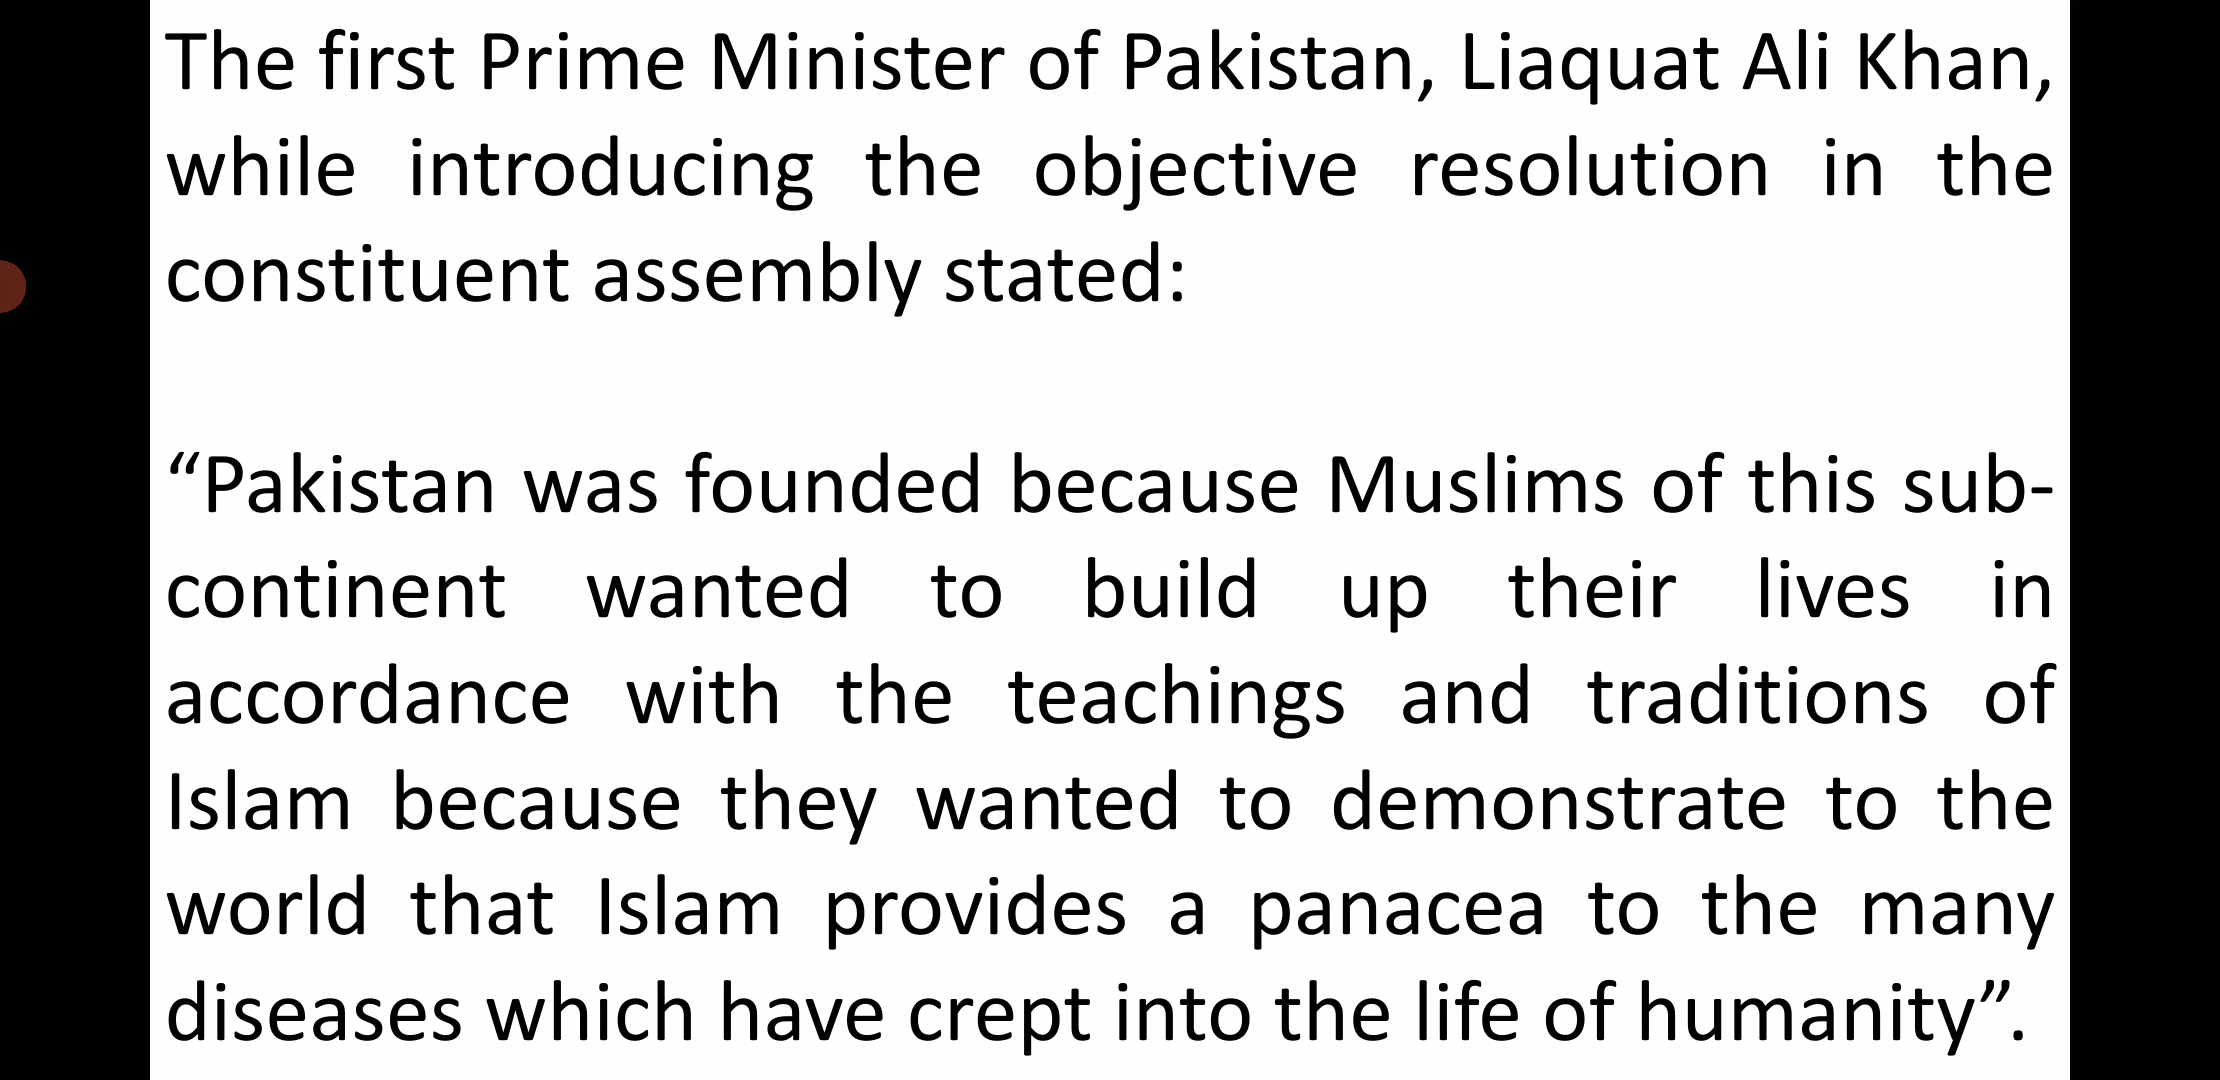 The first Prime Minister of Pakistan, Liaquat Ali Khan,
while introducing the objective resolution in the
constituent assembly stated:
“Pakistan was founded because Muslims of this sub-
continent wanted to build up their lives in
accordance with the teachings and traditions of
Islam because they wanted to demonstrate to the
world that Islam provides a panacea to the many
diseases which have crept into the life of humanity”.